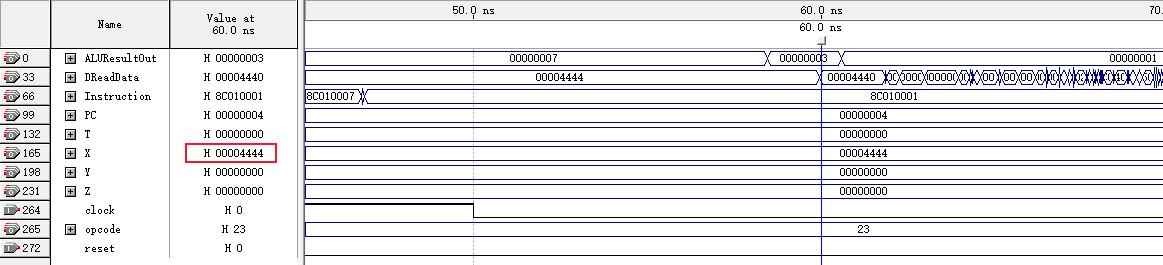 50.0 ns 60.0 ns 70.
Name Value at 60.0 ns 60.0 ns
0 ALUResultOut H 00000003 00000007 00000003 00000001
33 DReadData H 00004440 00004444 00004440
66 Instruction H 8C010001 8C010007 8C010001
99 PC H 00000004 00000004
132 T H 00000000 00000000
165 X H 00004444 00004444
198 Y H 00000000 00000000
231 Z H 00000000 00000000
264 clock H 0
265 opcode H 23 23
272 reset H 0